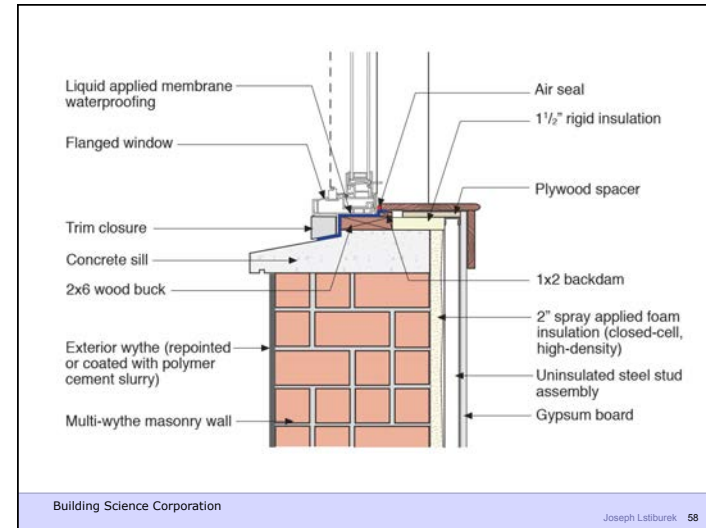 Liquid applied membrane
waterproofing
Flanged window
Trim closure
Concrete sill
2x6 wood buck
Exterior wythe (repointed
or coated with polymer
cement slurry)
Multi-wythe masonry wall
Air seal
1 1/2" rigid insulation
Plywood spacer
1x2 backdam
2" spray applied foam
insulation (closed-cell,
high-density)
Uninsulated steel stud
assembly
Gypsum board
Building Science Corporation
Joseph Lstiburek 58